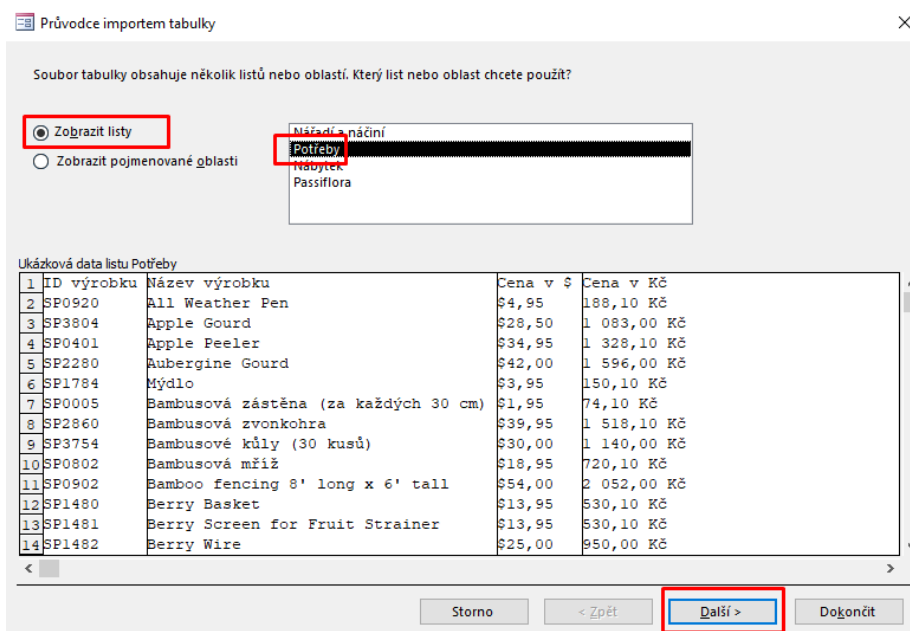 Průvodce importem tabulky
Soubor tabulky obsahuje několik listů nebo oblastí. Který list nebo oblast chcete použít?
Zobrazit listy
Zobrazit pojmenované oblasti
Nářadí a náčiní
Potřeby
Nábytek
Passiflora
Ukázková data listu Potřeby
1 ID výrobku Název výrobku Cena v $ Cena v Kč
2 SP0920 All Weather Pen $4,95 188,10 Kč
3 SP3804 Apple Gourd $28,50 1 083,00 Kč
4 SP0401 Apple Peeler $34,95 1 328,10 Kč
5 SP2280 Aubergine Gourd $42,00 1 596,00 Kč
6 SP1784 Mýdlo $3,95 150,10 Kč
7 SP0005 Bambusová zástěna (za každých 30 cm) $1,95 74,10 Kč
8 SP2860 Bambusová zvonkohra $39,95 1 518,10 Kč
9 SP3754 Bambusové kůly (30 kusů) $30,00 1 140,00 Kč
10 SP0802 Bambusová mříž $18,95 720,10 Kč
11 SP0902 Bamboo fencing 8' long x 6' tall $54,00 2 052,00 Kč
12 SP1480 Berry Basket $13,95 530,10 Kč
13 SP1481 Berry Screen for Fruit Strainer $13,95 530,10 Kč
14 SP1482 Berry Wire $25,00 950,00 Kč
Storno < Zpět Další > Dokončit